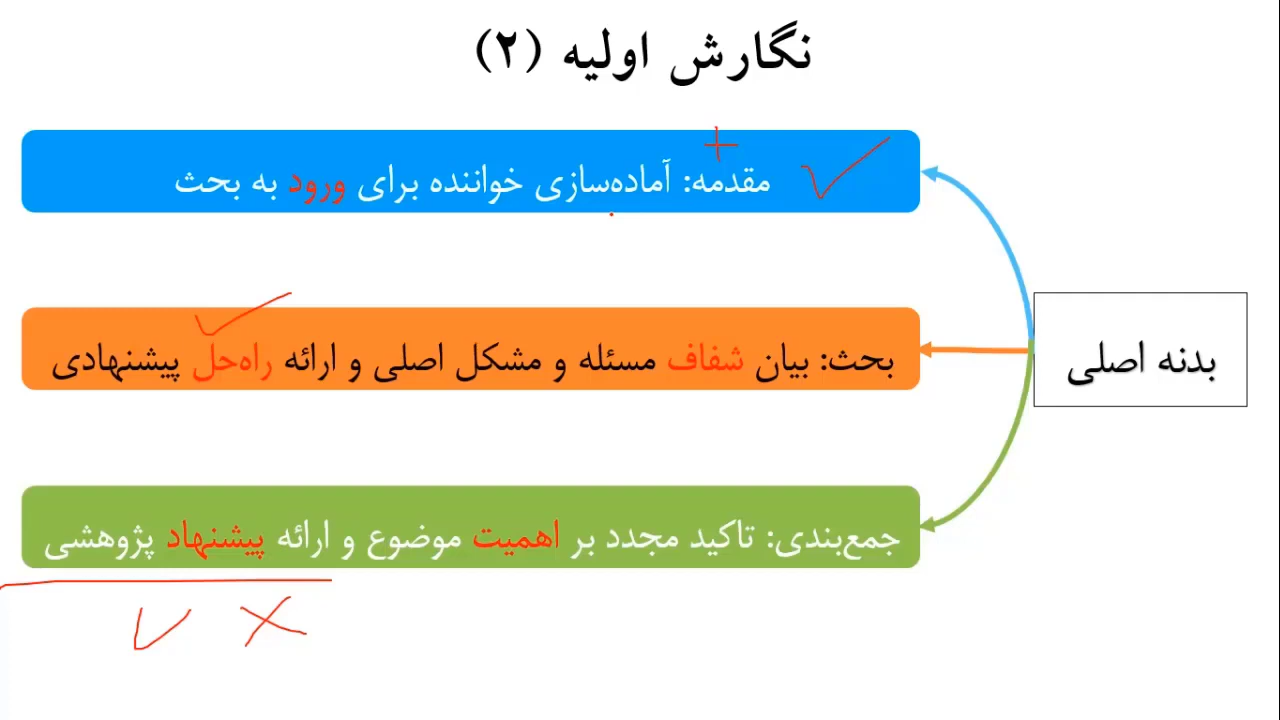 نگارش اولیه (۲)
مقدمه: آماده‌سازی خواننده برای ورود به بحث
بحث: بیان شفاف مسئله و مشکل اصلی و ارائه راه‌حل پیشنهادی
بدنه اصلی
جمع‌بندی: تاکید مجدد بر اهمیت موضوع و ارائه پیشنهاد پژوهشی